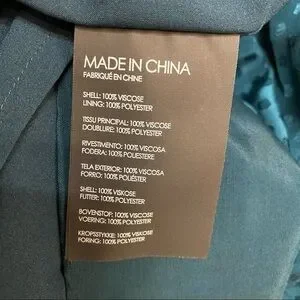 MADE IN CHINA
FABRIQUÉ EN CHINE
SHELL: 100% VISCOSE
LINING: 100% POLYESTER
TISSU PRINCIPAL: 100% VISCOSE
DOUBLURE: 100% POLYESTER
RIVESTIMENTO: 100% VISCOSA
FODERA: 100% POLIESTERE
TELA EXTERIOR: 100% VISCOSA
FORRO: 100% POLIÉSTER
SHELL: 100% VISKOSE
FUTTER: 100% POLYESTER
BOVENSTOF: 100% VISCOSE
VOERING: 100% POLYESTER
KROPSSTYKKE: 100% VISCOSE
FORING: 100% POLYESTER